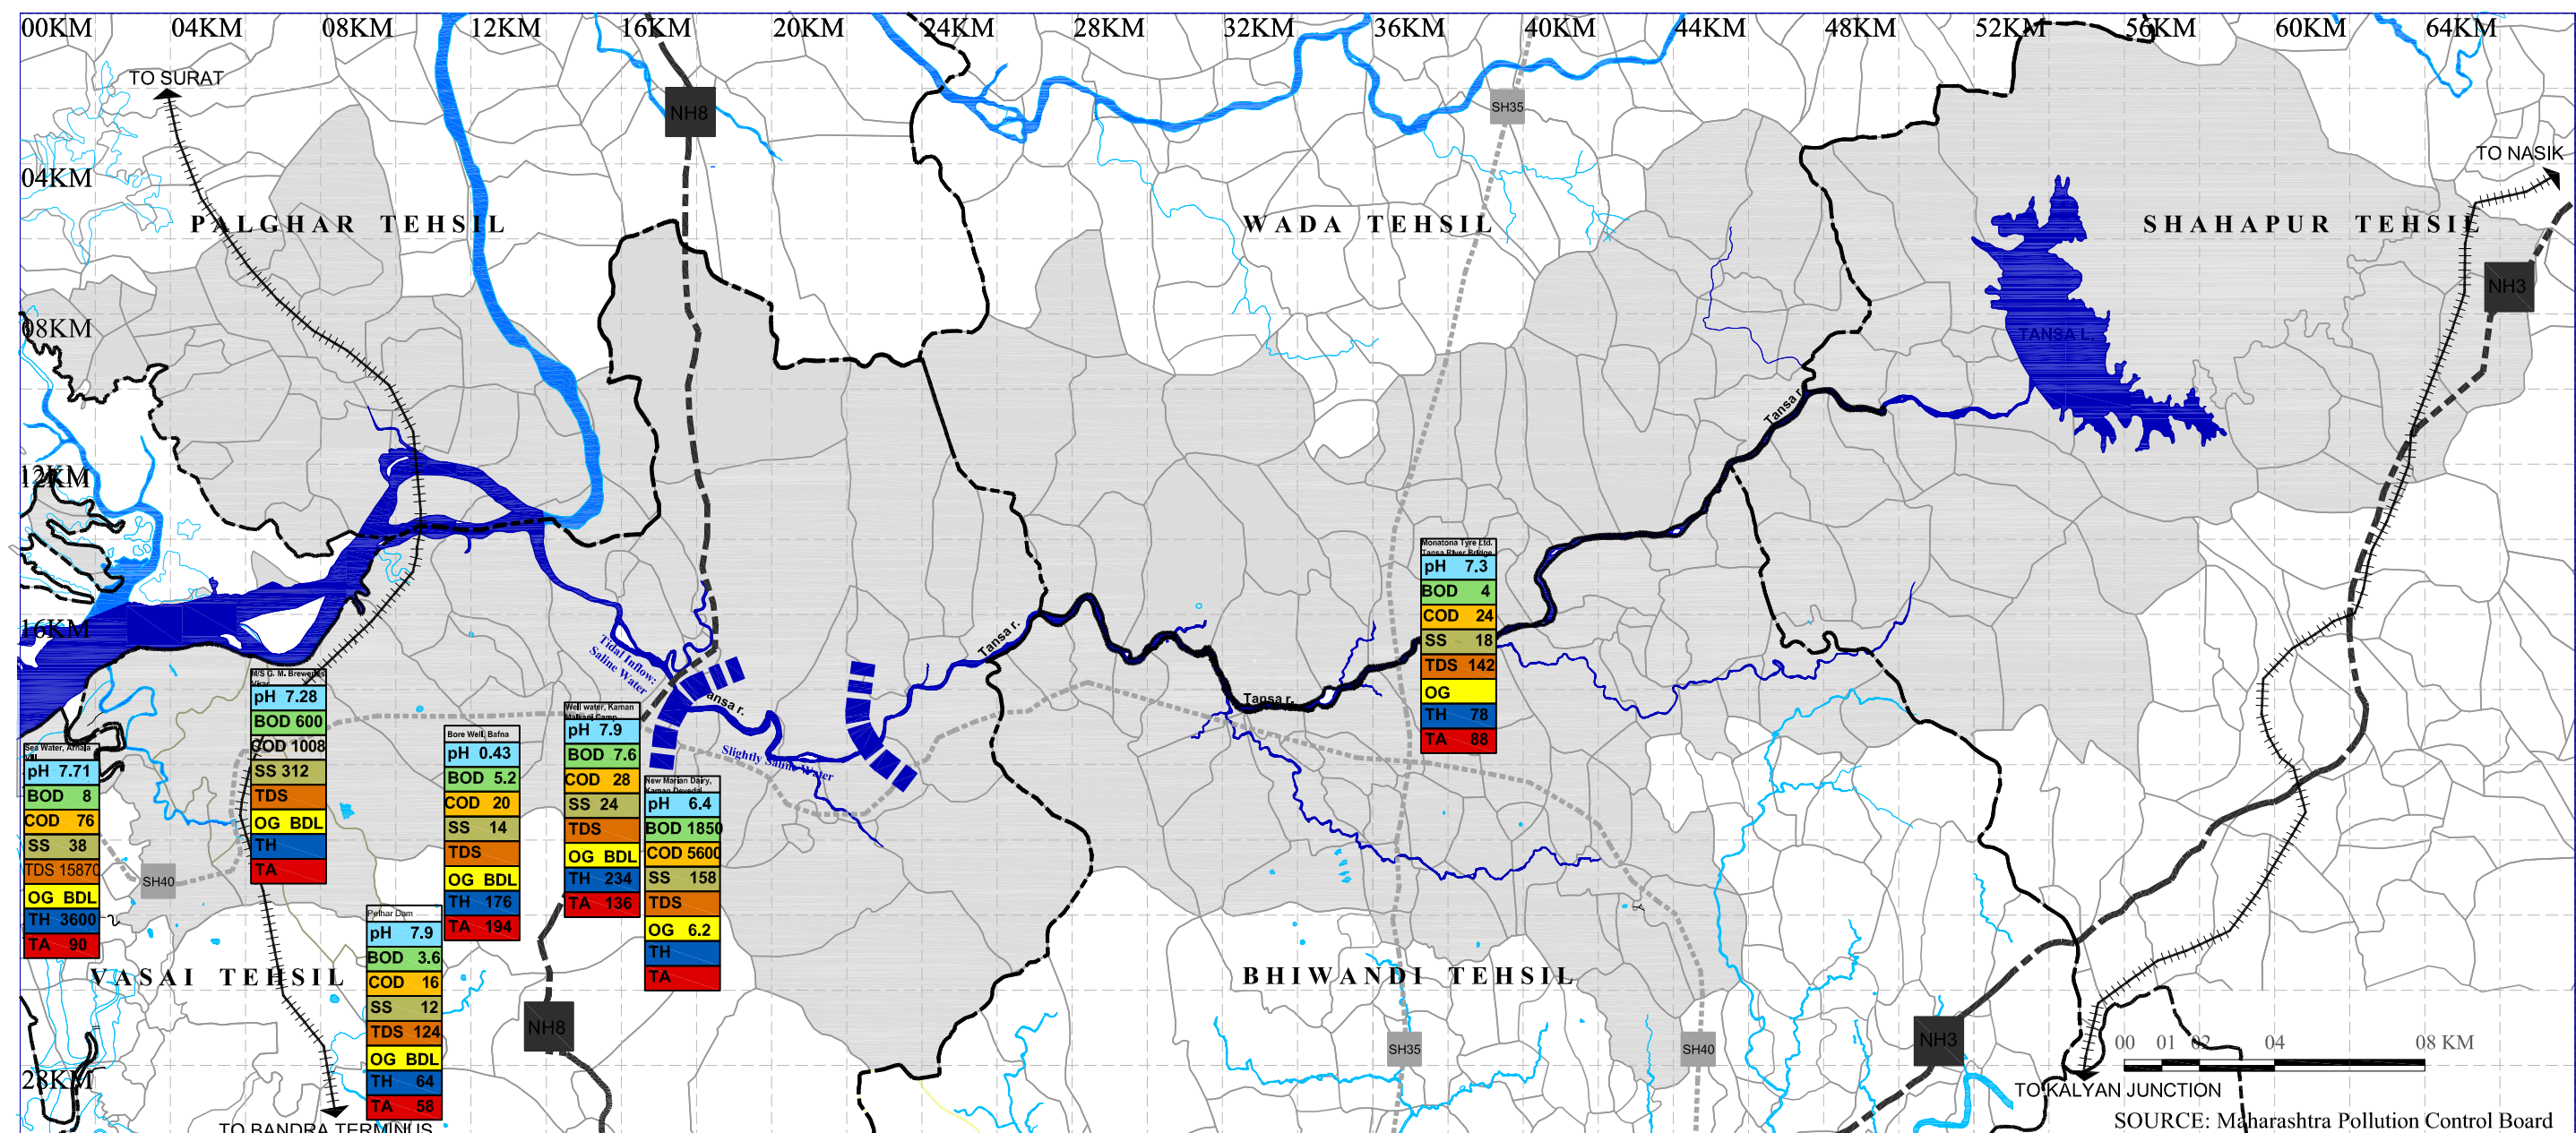 00KM 04KM 08KM 12KM 16KM 20KM 24KM 28KM 32KM 36KM 40KM 44KM 48KM 52KM 56KM 60KM 64KM
TO SURAT
NH8
SH35
TO NASIK
04KM
PALGHAR TEHSIL
WADA TEHSIL
SHAHAPUR TEHSIL
NH3
08KM
TANSA L.
Tansa r.
12KM
16KM
Monatona Tyre Ltd.
Tansa River Bridge
pH 7.3
BOD 4
COD 24
SS 18
TDS 142
OG
TH 78
TA 88
Tansa r.
Tidal Inflow:
Saline Water
Tansa r.
Tansa r.
Slightly Saline Water
M/S G. M. Breweries
Virar
pH 7.28
BOD 600
COD 1008
SS 312
TDS
OG BDL
TH
TA
Sea Water, Arnala
Vill.
pH 7.71
BOD 8
COD 76
SS 38
TDS 15870
OG BDL
TH 3600
TA 90
Bore Well, Bafna
pH 0.43
BOD 5.2
COD 20
SS 14
TDS
OG BDL
TH 176
TA 194
Well water, Kaman
pH 7.9
BOD 7.6
COD 28
SS 24
TDS
OG BDL
TH 234
TA 136
New Marian Dairy,
Kaman Devedal
pH 6.4
BOD 1850
COD 5600
SS 158
TDS
OG 6.2
TH
TA
SH40
Pelhar Dam
pH 7.9
BOD 3.6
COD 16
SS 12
TDS 124
OG BDL
TH 64
TA 58
VASAI TEHSIL
BHIWANDI TEHSIL
NH8
SH35
SH40
NH3
00 01 02 04 08 KM
28KM
TO KALYAN JUNCTION
TO BANDRA TERMINUS
SOURCE: Maharashtra Pollution Control Board